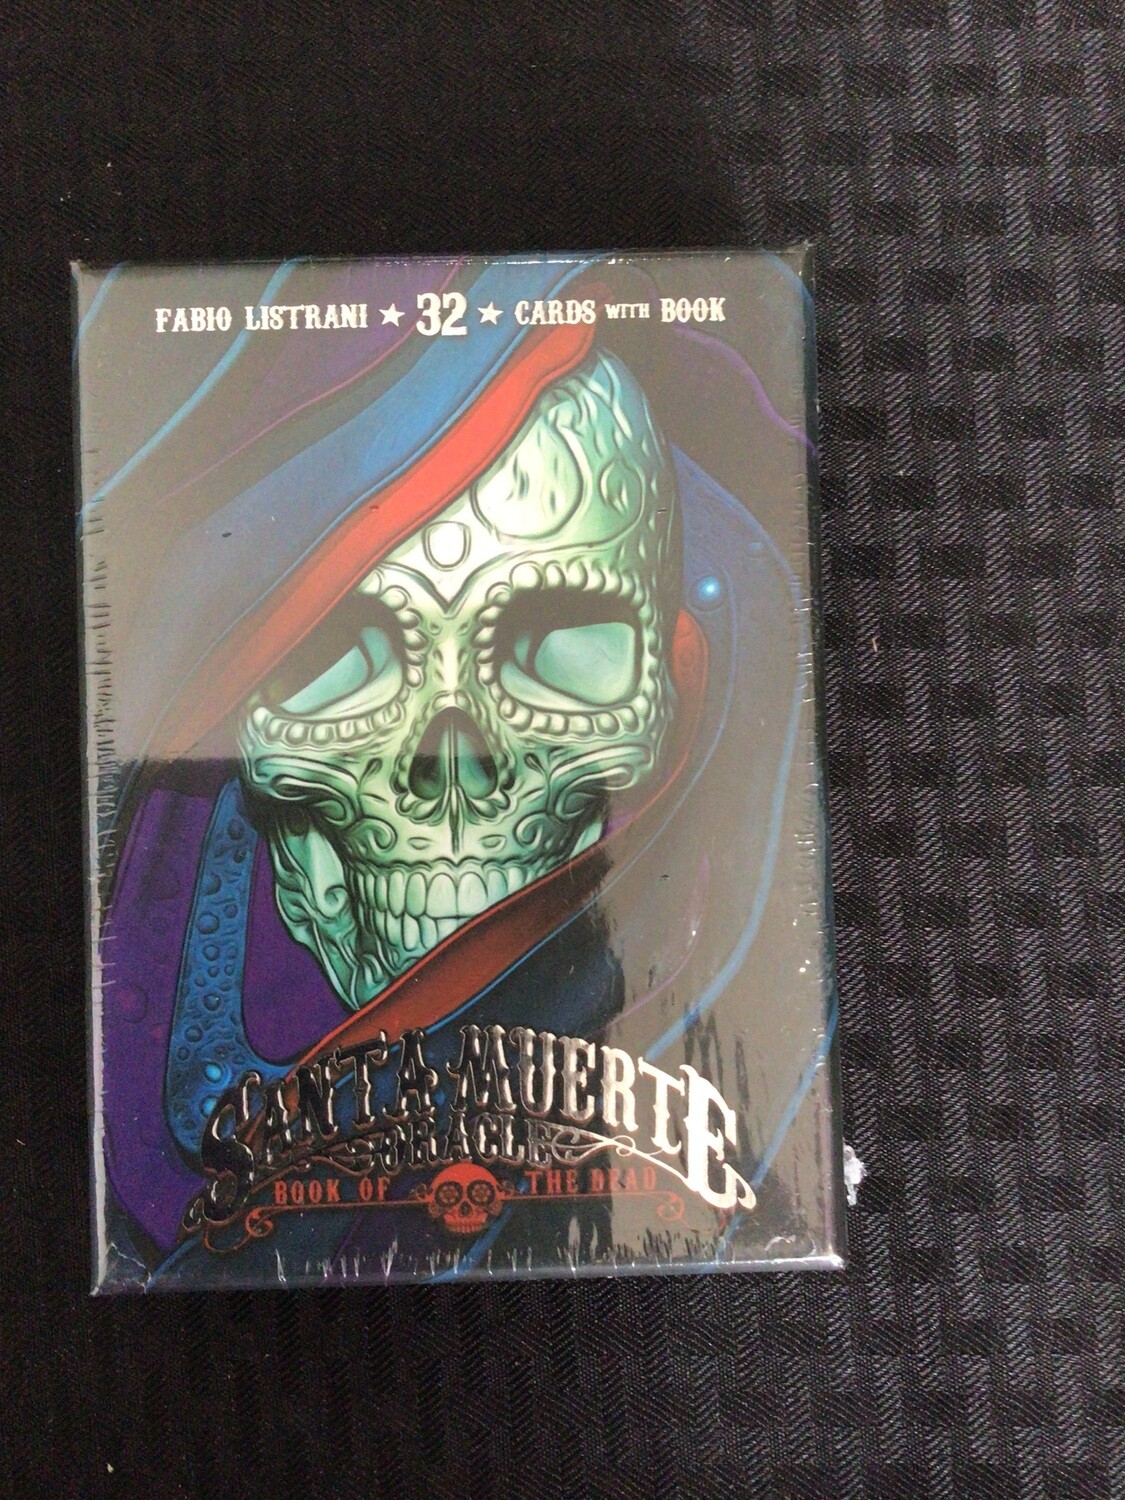 FABIO LISTRANI ★ 32 ★ CARDS WITH BOOK
SANTA MUERTE
ORACLE
BOOK OF THE DEAD